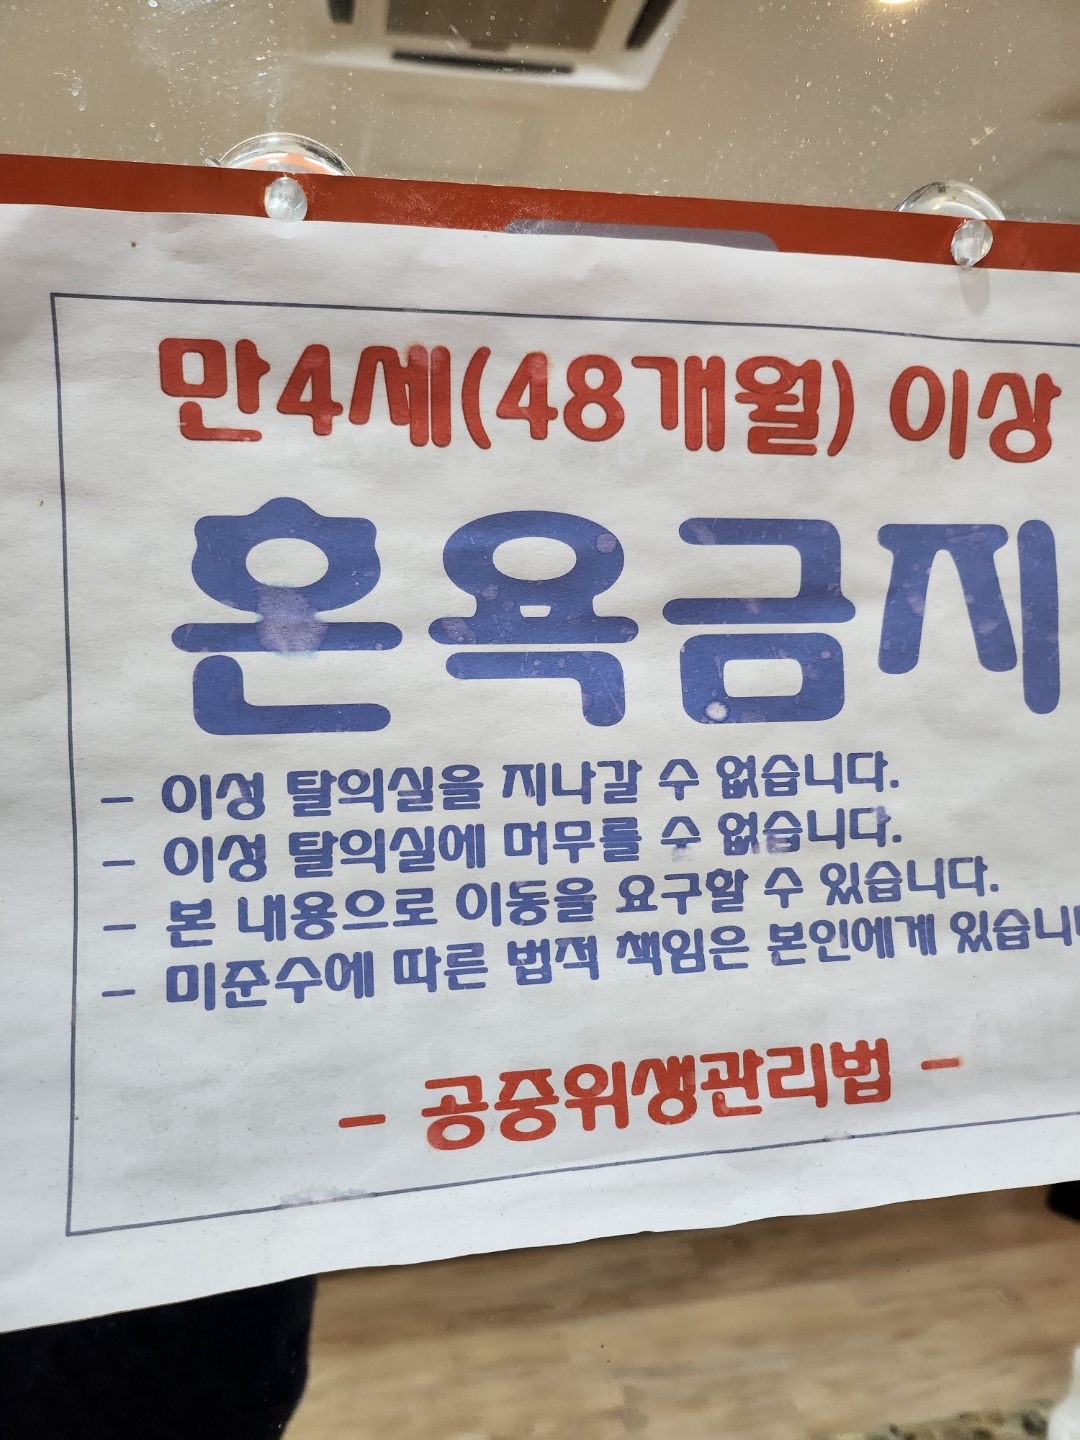 만4세(48개월) 이상
혼욕금지
- 이성 탈의실을 지나갈 수 없습니다.
- 이성 탈의실에 머무를 수 없습니다.
- 본 내용으로 이동을 요구할 수 있습니다.
- 미준수에 따른 법적 책임은 본인에게 있습니
- 공중위생관리법 -